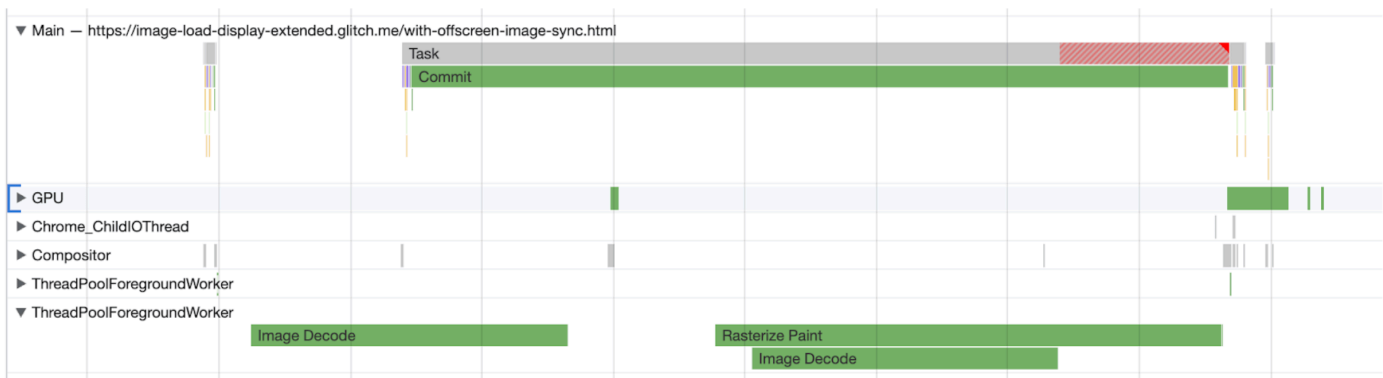 Main — https://image-load-display-extended.glitch.me/with-offscreen-image-sync.html
Task
Commit
GPU
Chrome_ChildIOThread
Compositor
ThreadPoolForegroundWorker
ThreadPoolForegroundWorker
Image Decode
Rasterize Paint
Image Decode